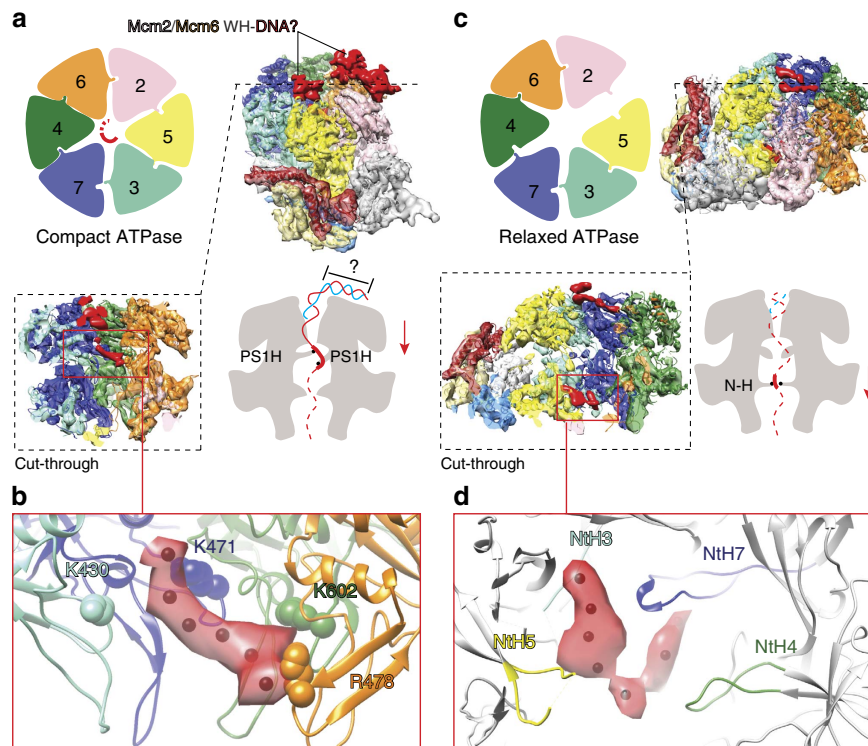 a
Mcm2/Mcm6 WH-DNA?
c
6
2
4
5
7
3
Compact ATPase
6
2
4
5
7
3
Relaxed ATPase
?
PS1H
PS1H
N-H
Cut-through
Cut-through
b
K430
K471
K602
R478
d
NtH3
NtH7
NtH5
NtH4